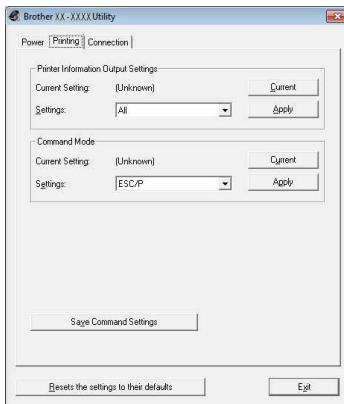 Brother XX-XXXX Utility
Power Printing Connection
Printer Information Output Settings
Current Setting: (Unknown) Current
Settings: All Apply
Command Mode
Current Setting: (Unknown) Current
Settings: ESC/P Apply
Save Command Settings
Resets the settings to their defaults Exit